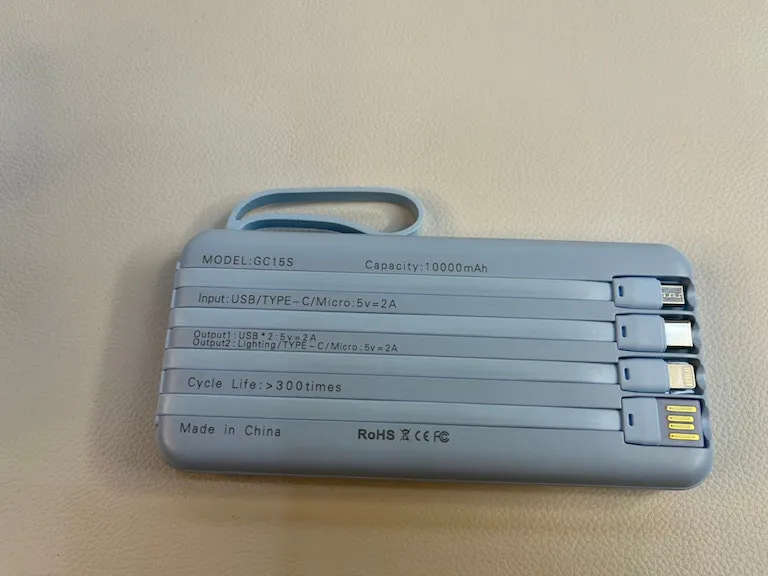 MODEL:GC15S Capacity:10000mAh
Input:USB/TYPE-C/Micro:5v=2A
Output1:USB*2:5v=2A
Output2:Lighting/TYPE-C/Micro:5v=2A
Cycle Life:>300times
Made in China RoHS CE FC